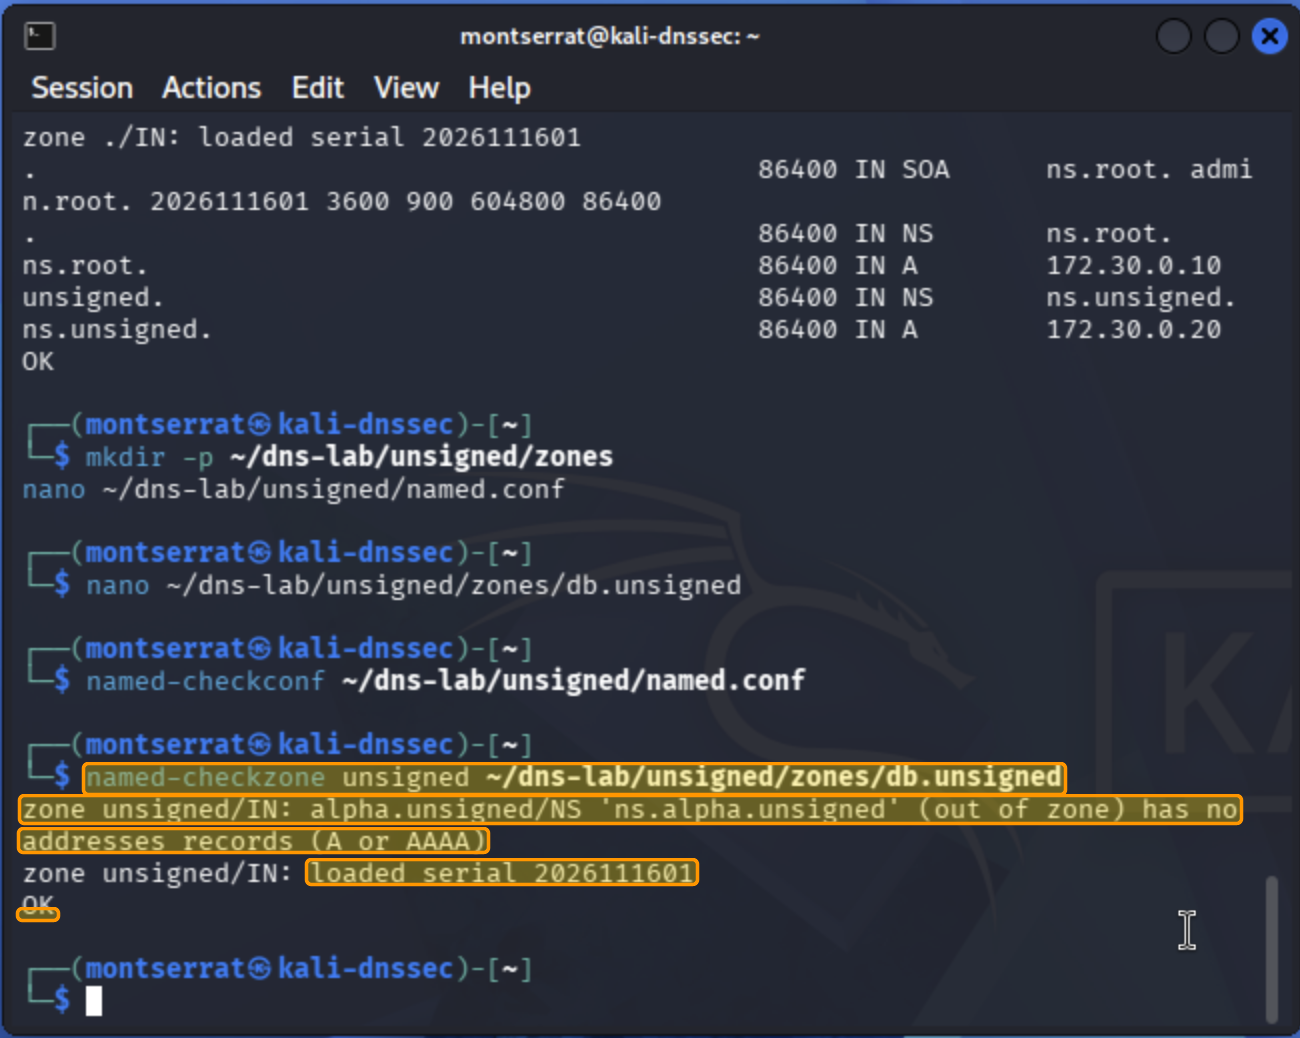 montserrat@kali-dnssec: ~
Session Actions Edit View Help
zone ./IN: loaded serial 2026111601
. 86400 IN SOA ns.root. admi
n.root. 2026111601 3600 900 604800 86400
. 86400 IN NS ns.root.
ns.root. 86400 IN A 172.30.0.10
unsigned. 86400 IN NS ns.unsigned.
ns.unsigned. 86400 IN A 172.30.0.20
OK
┌──(montserrat㉿kali-dnssec)-[~]
└─$ mkdir -p ~/dns-lab/unsigned/zones
nano ~/dns-lab/unsigned/named.conf
┌──(montserrat㉿kali-dnssec)-[~]
└─$ nano ~/dns-lab/unsigned/zones/db.unsigned
┌──(montserrat㉿kali-dnssec)-[~]
└─$ named-checkconf ~/dns-lab/unsigned/named.conf
┌──(montserrat㉿kali-dnssec)-[~]
└─$ named-checkzone unsigned ~/dns-lab/unsigned/zones/db.unsigned
zone unsigned/IN: alpha.unsigned/NS 'ns.alpha.unsigned' (out of zone) has no
addresses records (A or AAAA)
zone unsigned/IN: loaded serial 2026111601
OK
┌──(montserrat㉿kali-dnssec)-[~]
└─$